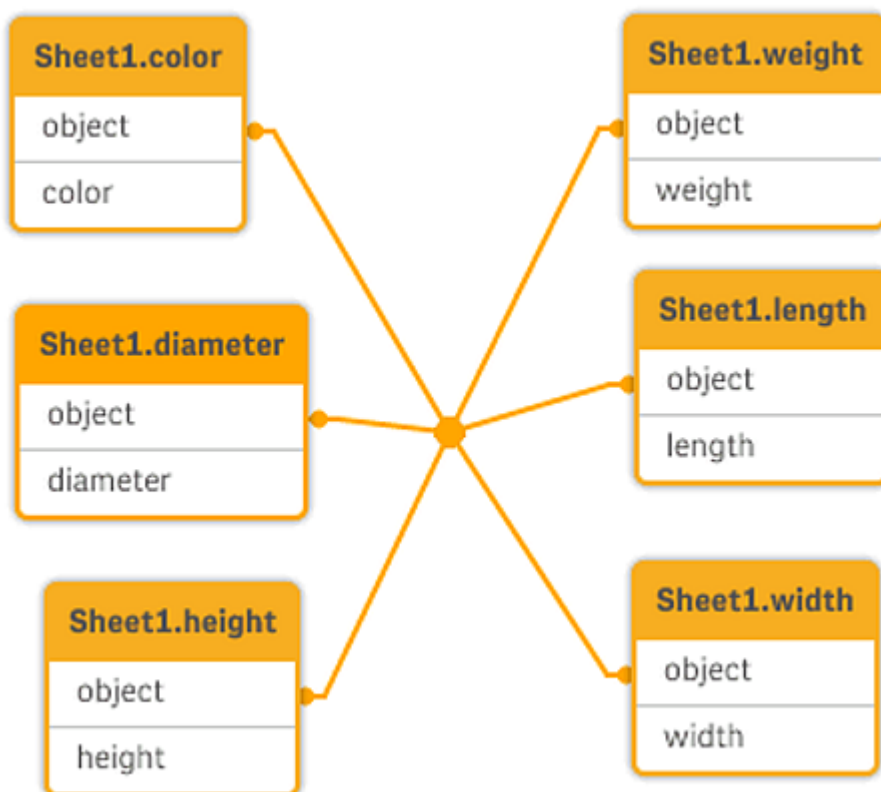 Sheet1.color
object
color
Sheet1.diameter
object
diameter
Sheet1.height
object
height
Sheet1.weight
object
weight
Sheet1.length
object
length
Sheet1.width
object
width